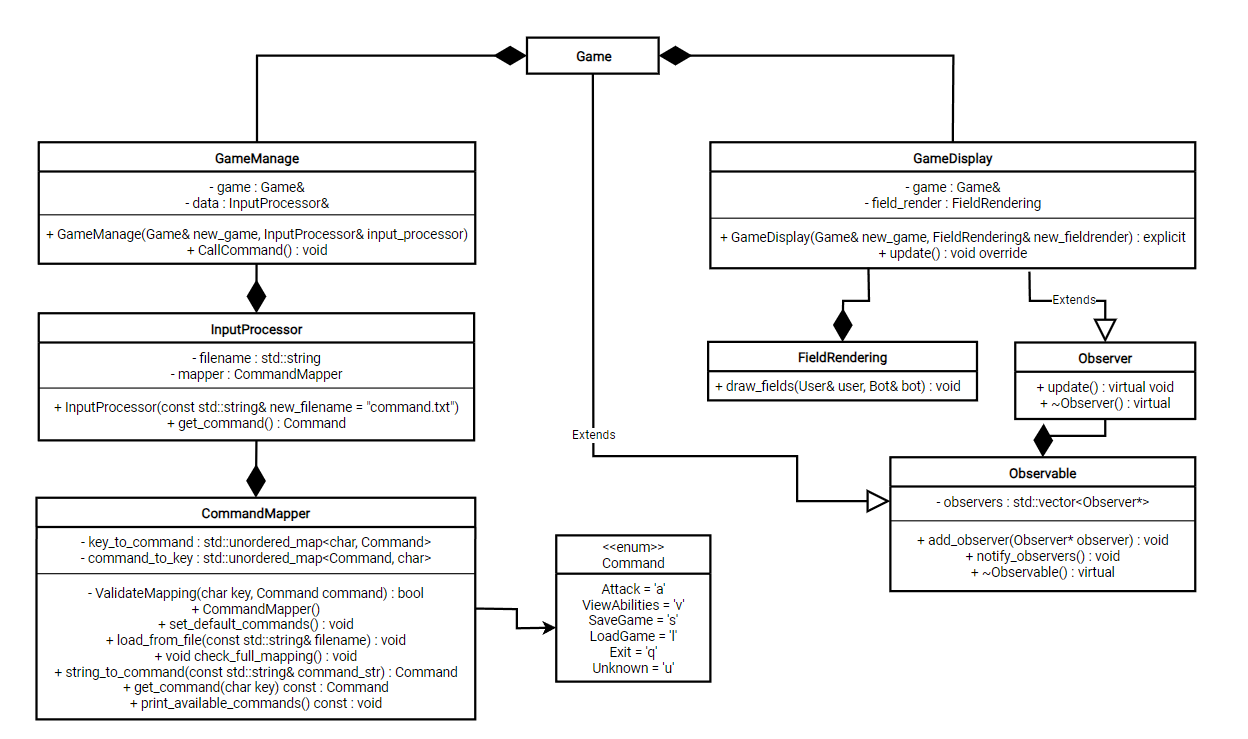 Game
GameManage
- game : Game&
- data : InputProcessor&
+ GameManage(Game& new_game, InputProcessor& input_processor)
+ CallCommand() : void
GameDisplay
- game : Game&
- field_render : FieldRendering
+ GameDisplay(Game& new_game, FieldRendering& new_fieldrender) : explicit
+ update() : void override
Extends
InputProcessor
- filename : std::string
- mapper : CommandMapper
+ InputProcessor(const std::string& new_filename = "command.txt")
+ get_command() : Command
FieldRendering
+ draw_fields(User& user, Bot& bot) : void
Observer
+ update() : virtual void
+ ~Observer() : virtual
Extends
Observable
- observers : std::vector<Observer*>
+ add_observer(Observer* observer) : void
+ notify_observers() : void
+ ~Observable() : virtual
CommandMapper
- key_to_command : std::unordered_map<char, Command>
- command_to_key : std::unordered_map<Command, char>
- ValidateMapping(char key, Command command) : bool
+ CommandMapper()
+ set_default_commands() : void
+ load_from_file(const std::string& filename) : void
+ void check_full_mapping() : void
+ string_to_command(const std::string& command_str) : Command
+ get_command(char key) const : Command
+ print_available_commands() const : void
<<enum>>
Command
Attack = 'a'
ViewAbilities = 'v'
SaveGame = 's'
LoadGame = 'l'
Exit = 'q'
Unknown = 'u'